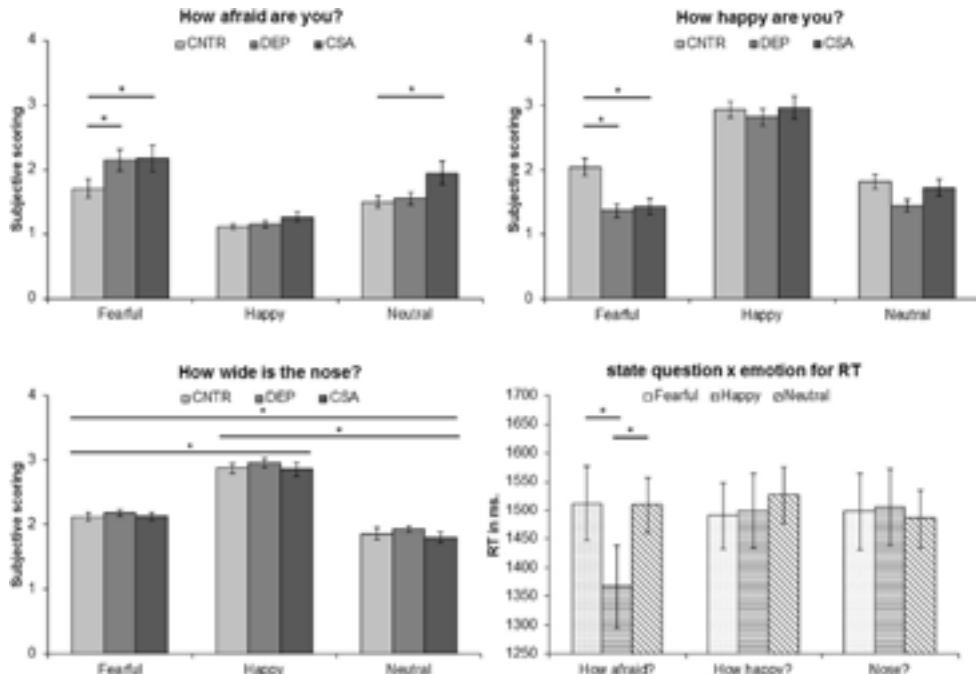 How afraid are you?
CNTR DEP CSA
4
3
2
1
0
Subjective scoring
* * *
Fearful Happy Neutral
How happy are you?
CNTR DEP CSA
4
3
2
1
0
Subjective scoring
* *
Fearful Happy Neutral
How wide is the nose?
CNTR DEP CSA
4
3
2
1
0
Subjective scoring
* * *
Fearful Happy Neutral
state question x emotion for RT
Fearful Happy Neutral
1700
1650
1600
1550
1500
1450
1400
1350
1300
1250
RT in ms.
* *
How afraid? How happy? Nose?